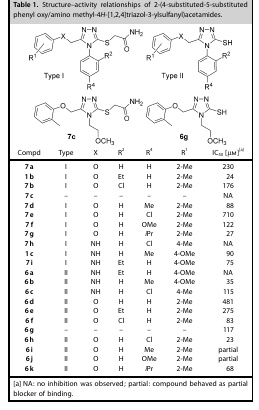 Table 1. Structure–activity relationships of 2-(4-substituted-5-substituted
phenyl oxy/amino methyl-4H-[1,2,4]triazol-3-ylsulfanyl)acetamides.
Type I
Type II
7c
6g
Compd Type X R² R⁴ R¹ IC₅₀ [μM][a]
7a I O H H 2-Me 230
1b I O Et H 2-Me 24
7b I O Cl H 2-Me 176
7c – – – – – NA
7d I O H Me 2-Me 88
7e I O H Cl 2-Me 710
7f I O H OMe 2-Me 122
7g I O H iPr 2-Me 27
7h I NH H Cl 4-Me NA
1c I NH H Me 4-OMe 90
7i I NH Et H 4-OMe 75
6a II NH Et H 4-OMe NA
6b II NH H Me 4-OMe 35
6c II NH H Cl 4-Me 115
6d II O H H 2-Me 481
6e II O Et H 2-Me 275
6f II O Cl H 2-Me 83
6g – – – – – 117
6h II O H Cl 2-Me 23
6i II O H Me 2-Me partial
6j II O H OMe 2-Me partial
6k II O H iPr 2-Me 68
[a] NA: no inhibition was observed; partial: compound behaved as partial
blocker of binding.